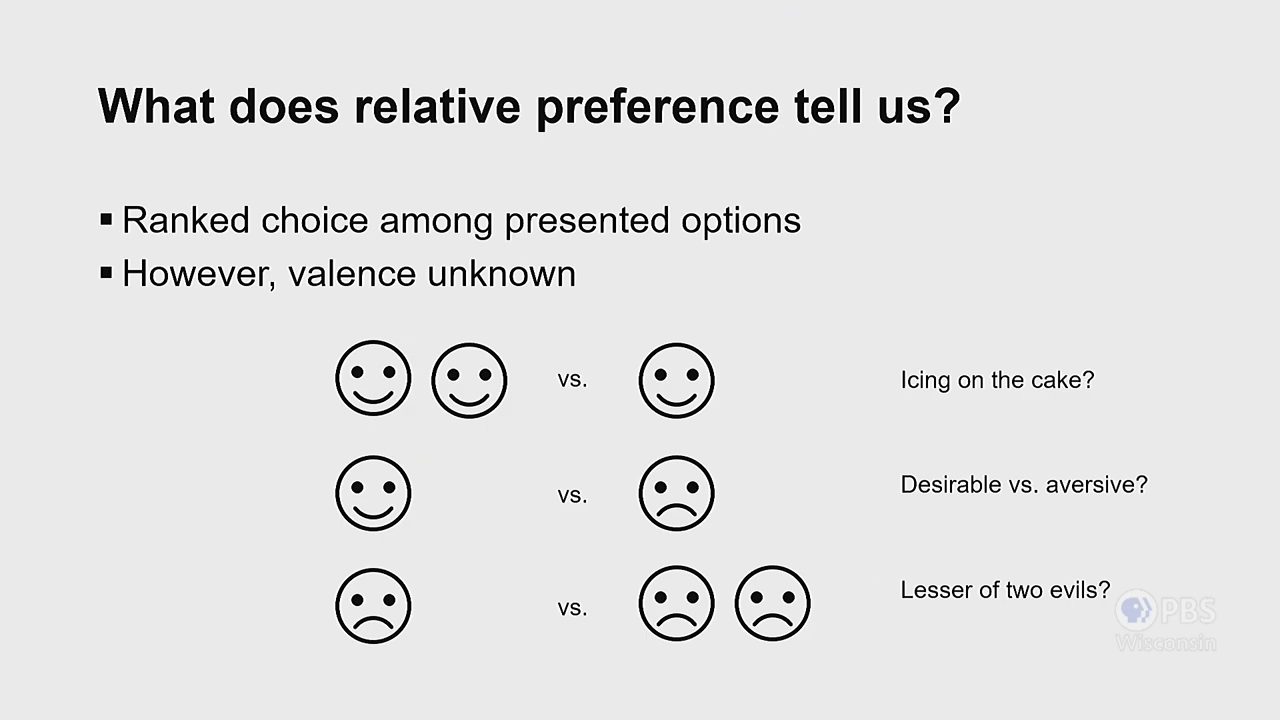 What does relative preference tell us?
▪ Ranked choice among presented options
▪ However, valence unknown
vs.
Icing on the cake?
vs.
Desirable vs. aversive?
vs.
Lesser of two evils?
PBS
Wisconsin